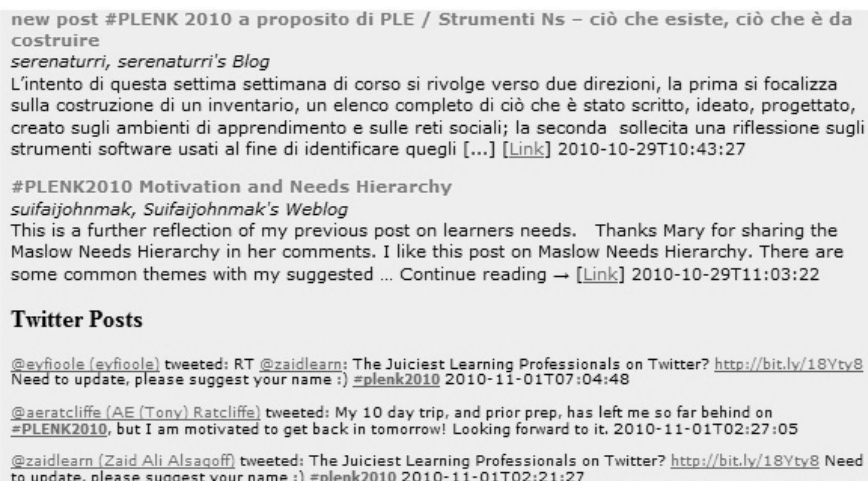 new post #PLENK 2010 a proposito di PLE / Strumenti Ns – ciò che esiste, ciò che è da
costruire
serenaturri, serenaturri's Blog
L'intento di questa settima settimana di corso si rivolge verso due direzioni, la prima si focalizza
sulla costruzione di un inventario, un elenco completo di ciò che è stato scritto, ideato, progettato,
creato sugli ambienti di apprendimento e sulle reti sociali; la seconda sollecita una riflessione sugli
strumenti software usati al fine di identificare quegli [...] [Link] 2010-10-29T10:43:27
#PLENK2010 Motivation and Needs Hierarchy
suifaijohnmak, Suifaijohnmak's Weblog
This is a further reflection of my previous post on learners needs. Thanks Mary for sharing the
Maslow Needs Hierarchy in her comments. I like this post on Maslow Needs Hierarchy. There are
some common themes with my suggested … Continue reading → [Link] 2010-10-29T11:03:22
Twitter Posts
@eyfioole (eyfioole) tweeted: RT @zaidlearn: The Juiciest Learning Professionals on Twitter? http://bit.ly/18Yty8
Need to update, please suggest your name :) #plenk2010 2010-11-01T07:04:48
@aeratcliffe (AE (Tony) Ratcliffe) tweeted: My 10 day trip, and prior prep, has left me so far behind on
#PLENK2010, but I am motivated to get back in tomorrow! Looking forward to it. 2010-11-01T02:27:05
@zaidlearn (Zaid Ali Alsagoff) tweeted: The Juiciest Learning Professionals on Twitter? http://bit.ly/18Yty8 Need
to update, please suggest your name :) #plenk2010 2010-11-01T02:21:27